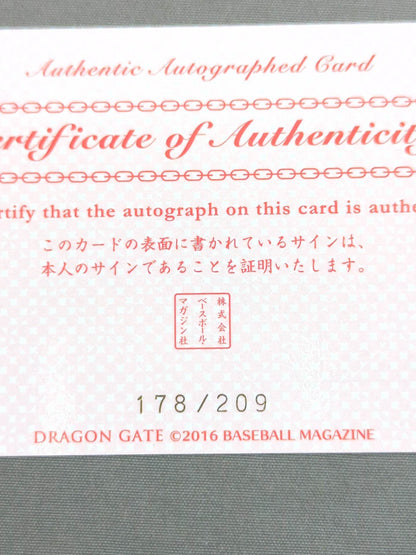 Authentic Autographed Card
ertificate of Authenticity
rtify that the autograph on this card is authe
このカードの表面に書かれているサインは、
本人のサインであることを証明いたします。
株式会社
ベースボール・
マガジン社
178/209
DRAGON GATE ©2016 BASEBALL MAGAZINE